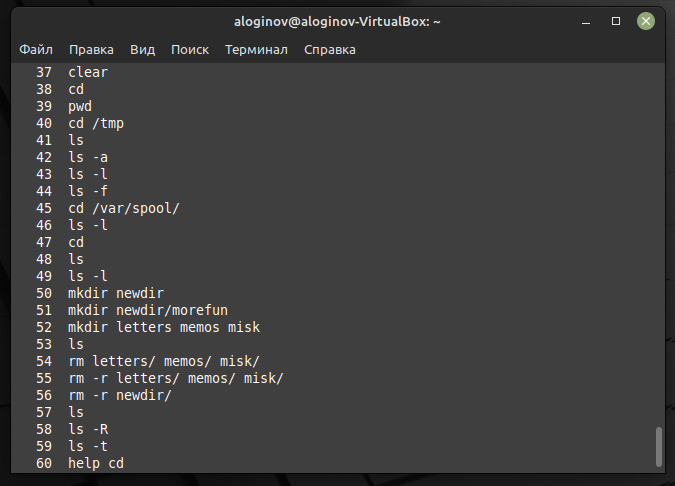 aloginov@aloginov-VirtualBox: ~
Файл Правка Вид Поиск Терминал Справка
37 clear
38 cd
39 pwd
40 cd /tmp
41 ls
42 ls -a
43 ls -l
44 ls -f
45 cd /var/spool/
46 ls -l
47 cd
48 ls
49 ls -l
50 mkdir newdir
51 mkdir newdir/morefun
52 mkdir letters memos misk
53 ls
54 rm letters/ memos/ misk/
55 rm -r letters/ memos/ misk/
56 rm -r newdir/
57 ls
58 ls -R
59 ls -t
60 help cd